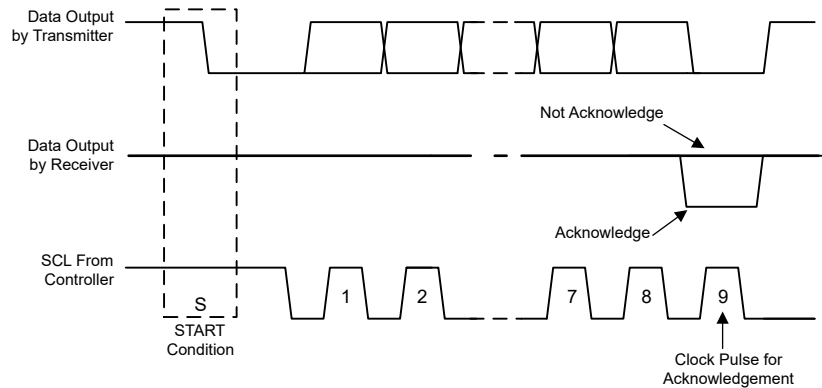 Data Output
by Transmitter
Not Acknowledge
Data Output
by Receiver
Acknowledge
SCL From
Controller
1
2
7
8
9
S
START
Condition
Clock Pulse for
Acknowledgement